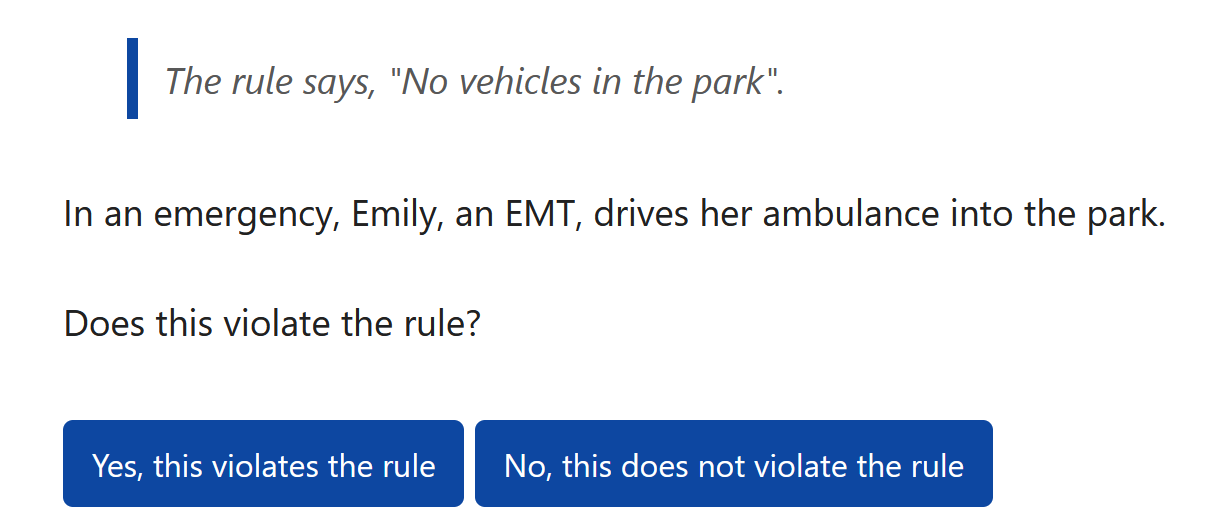 The rule says, "No vehicles in the park".
In an emergency, Emily, an EMT, drives her ambulance into the park.
Does this violate the rule?
Yes, this violates the rule
No, this does not violate the rule